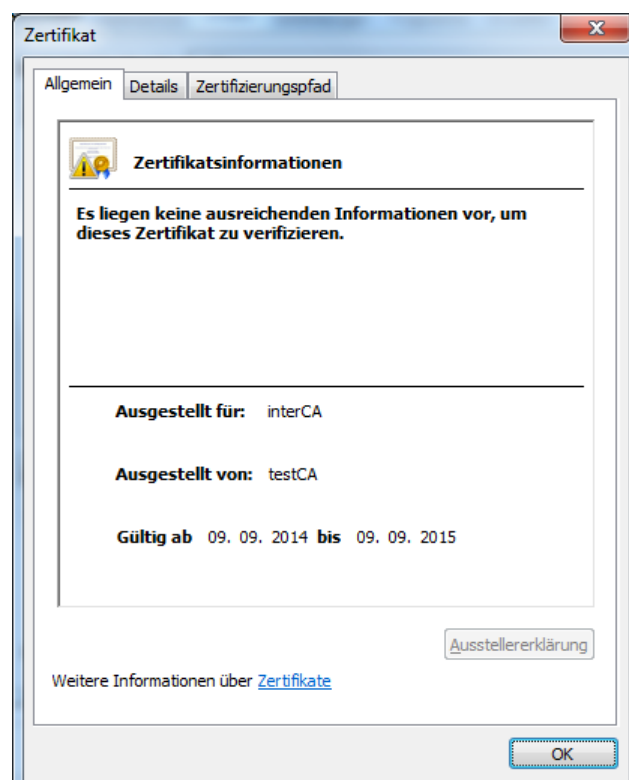 Zertifikat
Allgemein Details Zertifizierungspfad
Zertifikatsinformationen
Es liegen keine ausreichenden Informationen vor, um
dieses Zertifikat zu verifizieren.
Ausgestellt für: interCA
Ausgestellt von: testCA
Gültig ab 09. 09. 2014 bis 09. 09. 2015
Ausstellererklärung
Weitere Informationen über Zertifikate
OK